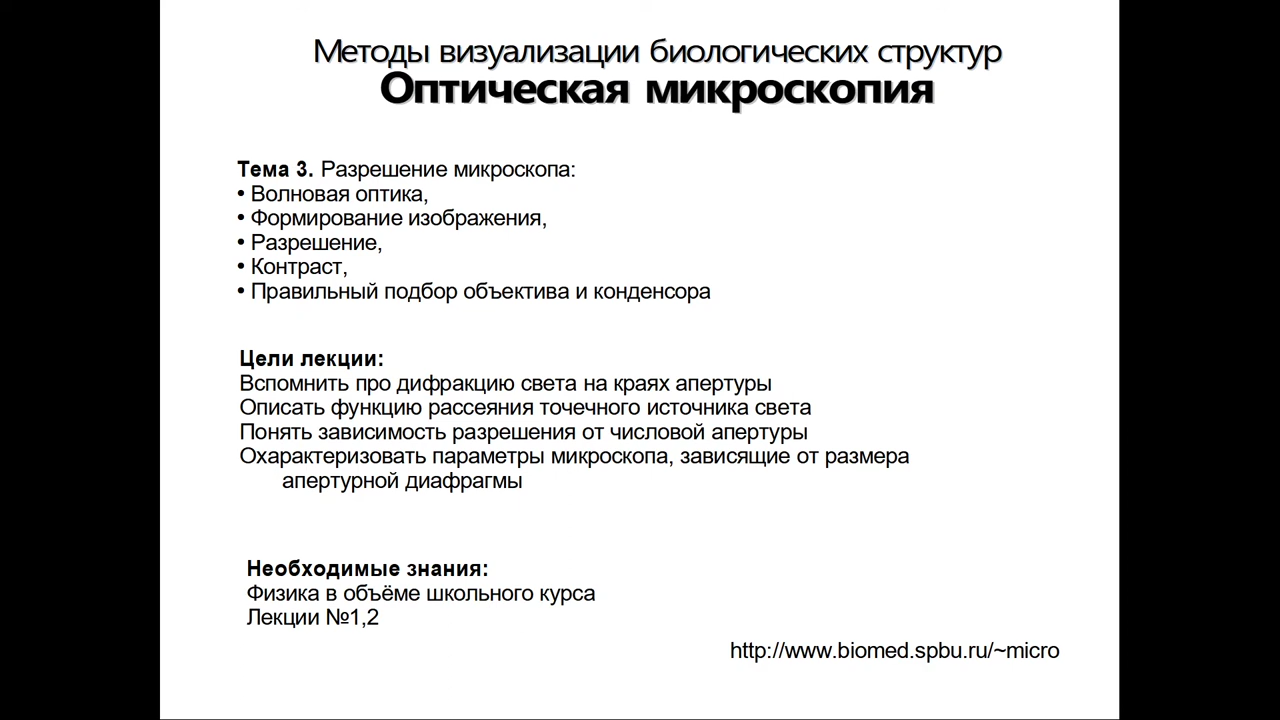 Методы визуализации биологических структур
Оптическая микроскопия
Тема 3. Разрешение микроскопа:
• Волновая оптика,
• Формирование изображения,
• Разрешение,
• Контраст,
• Правильный подбор объектива и конденсора
Цели лекции:
Вспомнить про дифракцию света на краях апертуры
Описать функцию рассеяния точечного источника света
Понять зависимость разрешения от числовой апертуры
Охарактеризовать параметры микроскопа, зависящие от размера
апертурной диафрагмы
Необходимые знания:
Физика в объёме школьного курса
Лекции №1,2
http://www.biomed.spbu.ru/~micro